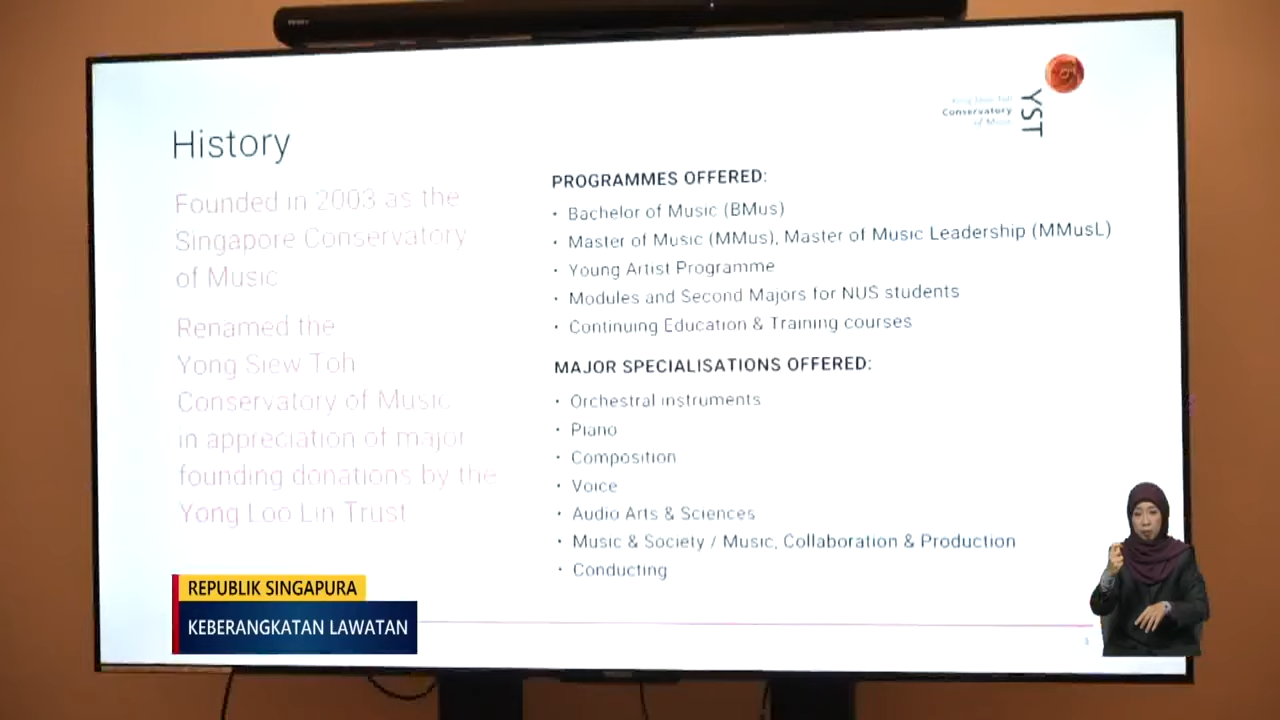 YST
Conservatory
of Music
History
Founded in 2003 as the
Singapore Conservatory
of Music
Renamed the
Yong Siew Toh
Conservatory of Music
in appreciation of major
founding donations by the
Yong Loo Lin Trust
PROGRAMMES OFFERED:
• Bachelor of Music (BMus)
• Master of Music (MMus), Master of Music Leadership (MMusL)
• Young Artist Programme
• Modules and Second Majors for NUS students
• Continuing Education & Training courses
MAJOR SPECIALISATIONS OFFERED:
• Orchestral instruments
• Piano
• Composition
• Voice
• Audio Arts & Sciences
• Music & Society / Music, Collaboration & Production
• Conducting
REPUBLIK SINGAPURA
KEBERANGKATAN LAWATAN